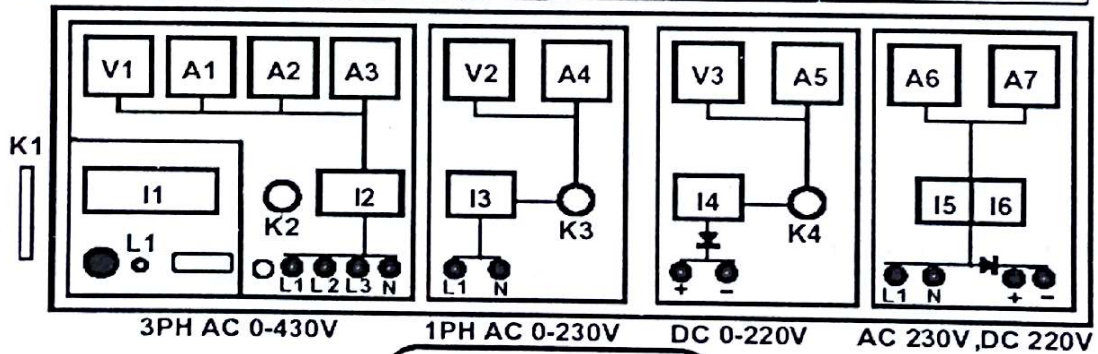 V1 A1 A2 A3 V2 A4 V3 A5 A6 A7
K1
I1 K2 I2 I3 K3 I4 K4 I5 I6
L1
L1 L2 L3 N L1 N + − L1 N + −
3PH AC 0-430V 1PH AC 0-230V DC 0-220V AC 230V,DC 220V